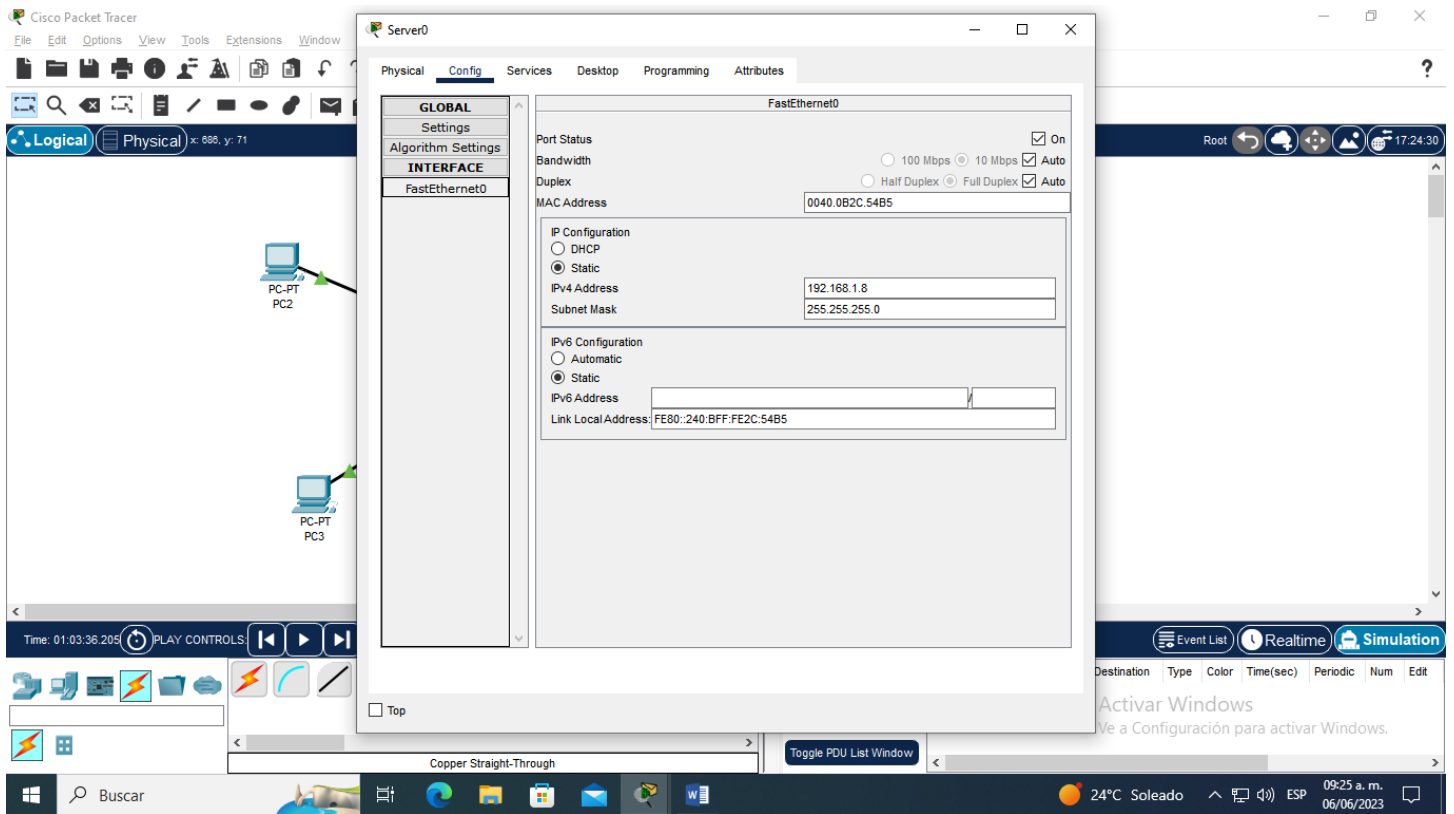 Cisco Packet Tracer
File Edit Options View Tools Extensions Window
Logical Physical x: 686, y: 71
PC-PT
PC2
PC-PT
PC3
Time: 01:03:36.205 PLAY CONTROLS:
Copper Straight-Through
Server0
Physical Config Services Desktop Programming Attributes
GLOBAL
Settings
Algorithm Settings
INTERFACE
FastEthernet0
FastEthernet0
Port Status On
Bandwidth 100 Mbps 10 Mbps Auto
Duplex Half Duplex Full Duplex Auto
MAC Address 0040.0B2C.54B5
IP Configuration
DHCP
Static
IPv4 Address 192.168.1.8
Subnet Mask 255.255.255.0
IPv6 Configuration
Automatic
Static
IPv6 Address /
Link Local Address: FE80::240:BFF:FE2C:54B5
Top
?
Root 17:24:30
Event List Realtime Simulation
Destination Type Color Time(sec) Periodic Num Edit
Activar Windows
Ve a Configuración para activar Windows.
Toggle PDU List Window
Buscar
W
24°C Soleado ESP 09:25 a. m.
06/06/2023